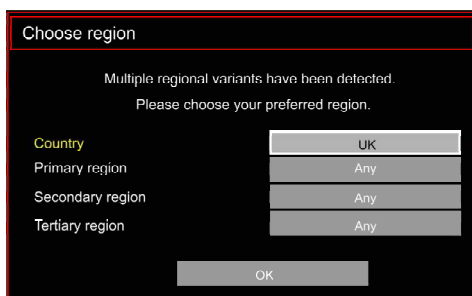 Choose region
Multiple regional variants have been detected.
Please choose your preferred region.
Country UK
Primary region Any
Secondary region Any
Tertiary region Any
OK